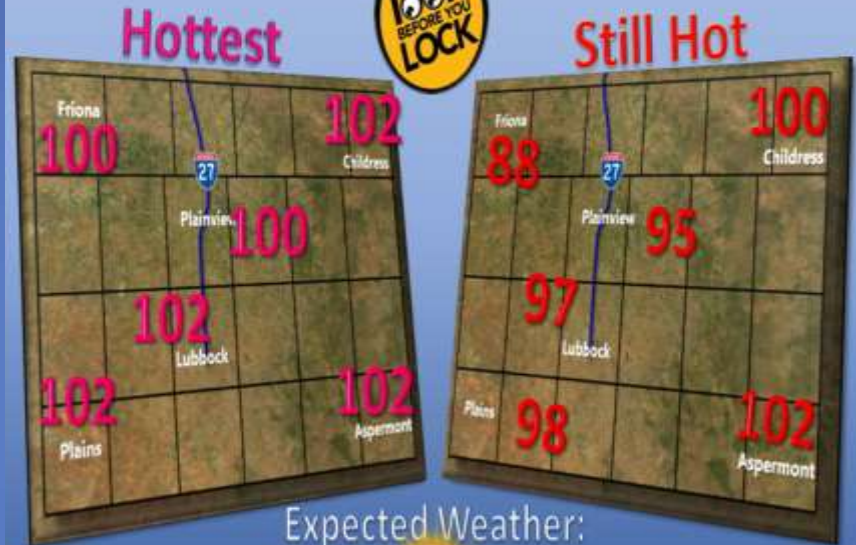 Hottest
BEFORE YOU
LOCK
Still Hot
Friona
100
102
Childress
27
Plainview
100
102
Lubbock
102
Plains
102
Aspermont
Friona
88
100
Childress
27
Plainview
95
97
Lubbock
Plains
98
102
Aspermont
Expected Weather: